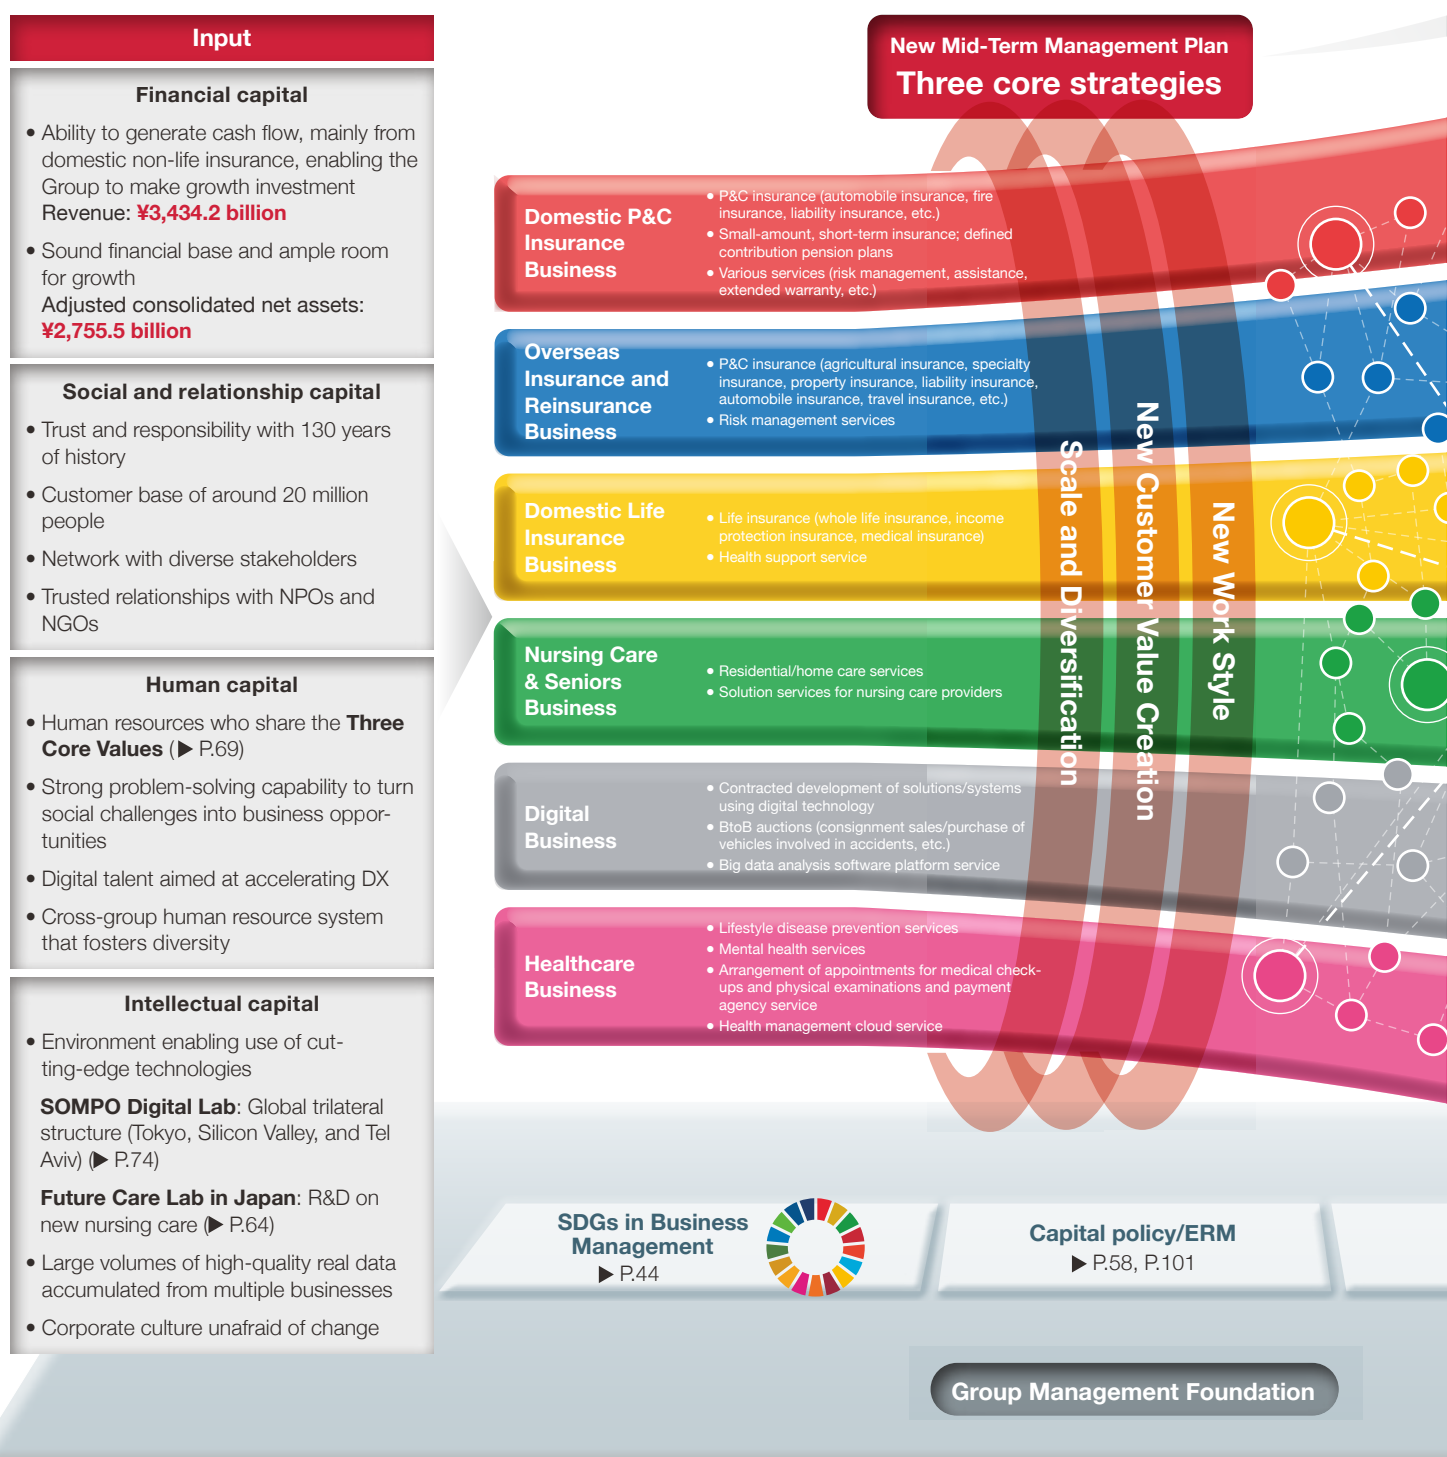 Input
Financial capital
• Ability to generate cash flow, mainly from
domestic non-life insurance, enabling the
Group to make growth investment
Revenue: ¥3,434.2 billion
• Sound financial base and ample room
for growth
Adjusted consolidated net assets:
¥2,755.5 billion
Social and relationship capital
• Trust and responsibility with 130 years
of history
• Customer base of around 20 million
people
• Network with diverse stakeholders
• Trusted relationships with NPOs and
NGOs
Human capital
• Human resources who share the Three
Core Values (▶ P.69)
• Strong problem-solving capability to turn
social challenges into business oppor-
tunities
• Digital talent aimed at accelerating DX
• Cross-group human resource system
that fosters diversity
Intellectual capital
• Environment enabling use of cut-
ting-edge technologies
SOMPO Digital Lab: Global trilateral
structure (Tokyo, Silicon Valley, and Tel
Aviv) (▶ P.74)
Future Care Lab in Japan: R&D on
new nursing care (▶ P.64)
• Large volumes of high-quality real data
accumulated from multiple businesses
• Corporate culture unafraid of change
New Mid-Term Management Plan
Three core strategies
Domestic P&C
Insurance
Business
• P&C insurance (automobile insurance, fire
insurance, liability insurance, etc.)
• Small-amount, short-term insurance; defined
contribution pension plans
• Various services (risk management, assistance,
extended warranty, etc.)
Overseas
Insurance and
Reinsurance
Business
• P&C insurance (agricultural insurance, specialty
insurance, property insurance, liability insurance,
automobile insurance, travel insurance, etc.)
• Risk management services
Domestic Life
Insurance
Business
• Life insurance (whole life insurance, income
protection insurance, medical insurance)
• Health support service
Nursing Care
& Seniors
Business
• Residential/home care services
• Solution services for nursing care providers
Digital
Business
• Contracted development of solutions/systems
using digital technology
• BtoB auctions (consignment sales/purchase of
vehicles involved in accidents, etc.)
• Big data analysis software platform service
Healthcare
Business
• Lifestyle disease prevention services
• Mental health services
• Arrangement of appointments for medical check-
ups and physical examinations and payment
agency service
• Health management cloud service
Scale and Diversification
New Customer Value Creation
New Work Style
SDGs in Business
Management
▶ P.44
Capital policy/ERM
▶ P.58, P.101
Group Management Foundation